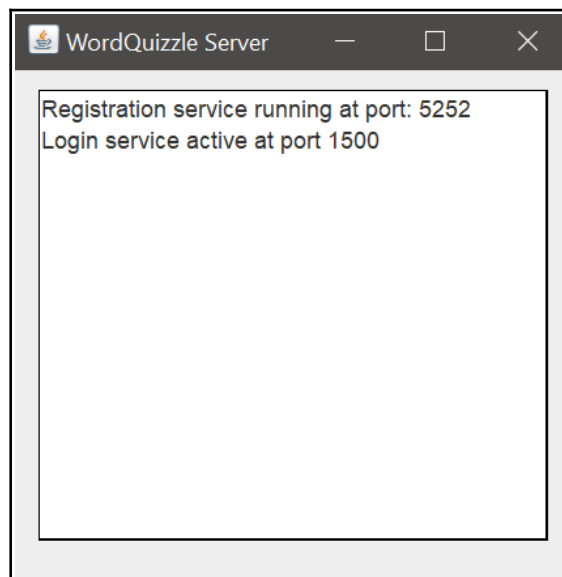 WordQuizzle Server
Registration service running at port: 5252
Login service active at port 1500